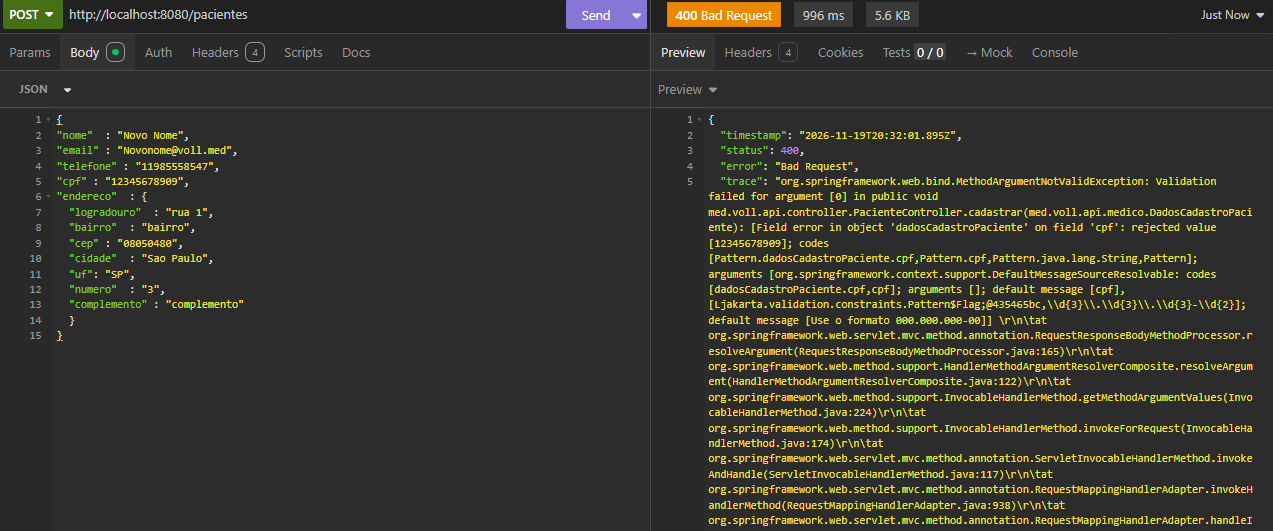 POST http://localhost:8080/pacientes Send 400 Bad Request 996 ms 5.6 KB Just Now
Params Body Auth Headers 4 Scripts Docs Preview Headers 4 Cookies Tests 0 / 0 → Mock Console
JSON
Preview
1 {
2 "nome"  : "Novo Nome",
3 "email" : "Novonome@voll.med",
4 "telefone" : "11985558547",
5 "cpf" : "12345678909",
6 "endereco"  : {
7 "logradouro"  : "rua 1",
8 "bairro"  : "bairro",
9 "cep" : "08050480",
10 "cidade"  : "Sao Paulo",
11 "uf": "SP",
12 "numero"  : "3",
13 "complemento" : "complemento"
14 }
15 }
1 {
2 "timestamp": "2026-11-19T20:32:01.895Z",
3 "status": 400,
4 "error": "Bad Request",
5 "trace": "org.springframework.web.bind.MethodArgumentNotValidException: Validation
failed for argument [0] in public void
med.voll.api.controller.PacienteController.cadastrar(med.voll.api.medico.DadosCadastroPaci
ente): [Field error in object 'dadosCadastroPaciente' on field 'cpf': rejected value
[12345678909]; codes
[Pattern.dadosCadastroPaciente.cpf,Pattern.cpf,Pattern.java.lang.String,Pattern];
arguments [org.springframework.context.support.DefaultMessageSourceResolvable: codes
[dadosCadastroPaciente.cpf,cpf]; arguments []; default message [cpf],
[Ljakarta.validation.constraints.Pattern$Flag;@435465bc,\\d{3}\\.\\d{3}\\.\\d{3}-\\d{2}];
default message [Use o formato 000.000.000-00]] \r\n\tat
org.springframework.web.servlet.mvc.method.annotation.RequestResponseBodyMethodProcessor.r
esolveArgument(RequestResponseBodyMethodProcessor.java:165)\r\n\tat
org.springframework.web.method.support.HandlerMethodArgumentResolverComposite.resolveArgum
ent(HandlerMethodArgumentResolverComposite.java:122)\r\n\tat
org.springframework.web.method.support.InvocableHandlerMethod.getMethodArgumentValues(Invo
cableHandlerMethod.java:224)\r\n\tat
org.springframework.web.method.support.InvocableHandlerMethod.invokeForRequest(InvocableHa
ndlerMethod.java:174)\r\n\tat
org.springframework.web.servlet.mvc.method.annotation.ServletInvocableHandlerMethod.invoke
AndHandle(ServletInvocableHandlerMethod.java:117)\r\n\tat
org.springframework.web.servlet.mvc.method.annotation.RequestMappingHandlerAdapter.invokeH
andlerMethod(RequestMappingHandlerAdapter.java:938)\r\n\tat
org.springframework.web.servlet.mvc.method.annotation.RequestMappingHandlerAdapter.handleI